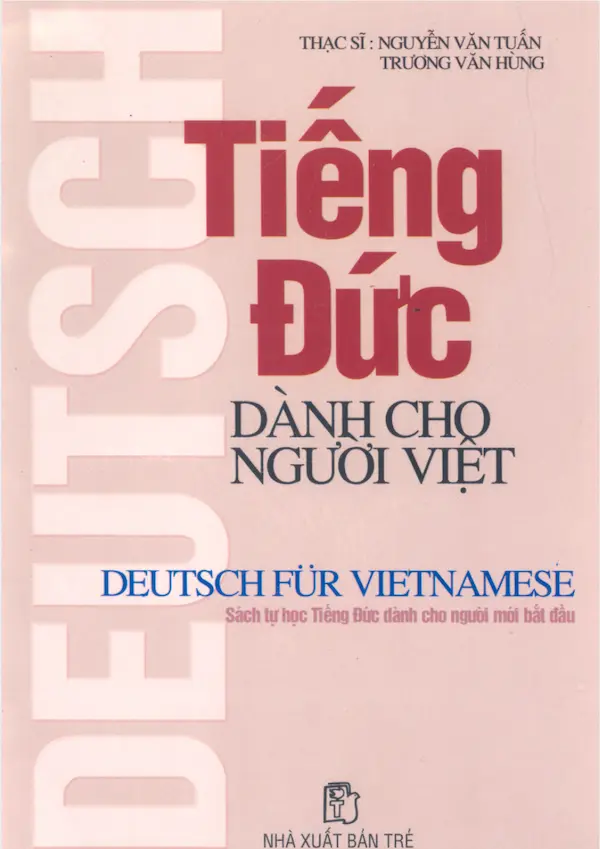 THẠC SĨ : NGUYỄN VĂN TUẤN
TRƯƠNG VĂN HÙNG
DEUTSCH
Tiếng
Đức
DÀNH CHO
NGƯỜI VIỆT
DEUTSCH FÜR VIETNAMESE
Sách tự học Tiếng Đức dành cho người mới bắt đầu
NHÀ XUẤT BẢN TRẺ